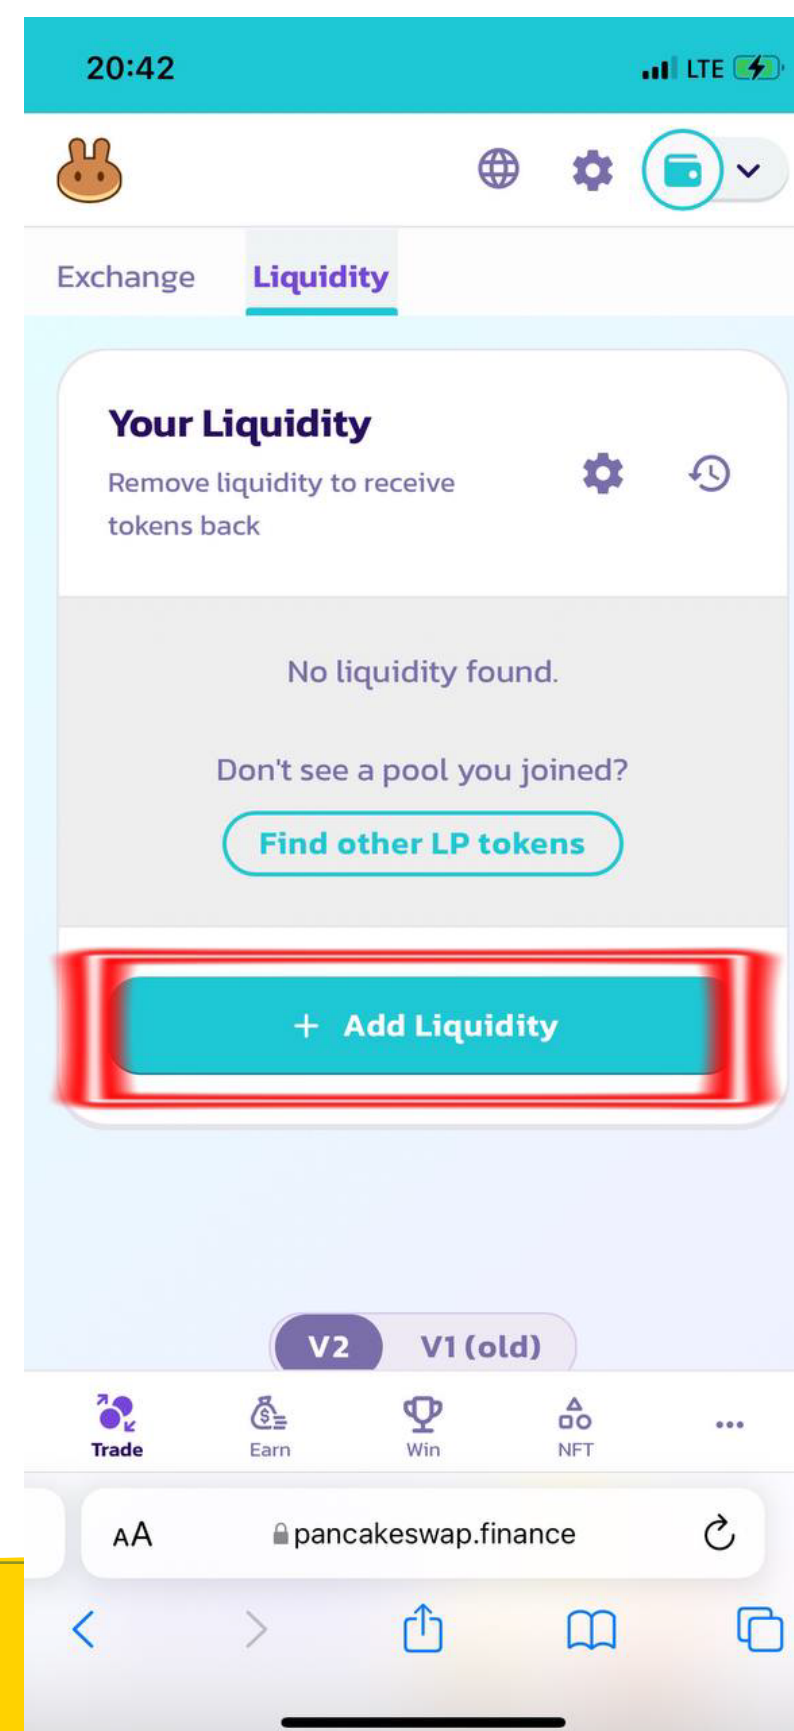 20:42 LTE
Exchange Liquidity
Your Liquidity
Remove liquidity to receive
tokens back
No liquidity found.
Don't see a pool you joined?
Find other LP tokens
+ Add Liquidity
V2 V1 (old)
Trade Earn Win NFT
AA pancakeswap.finance